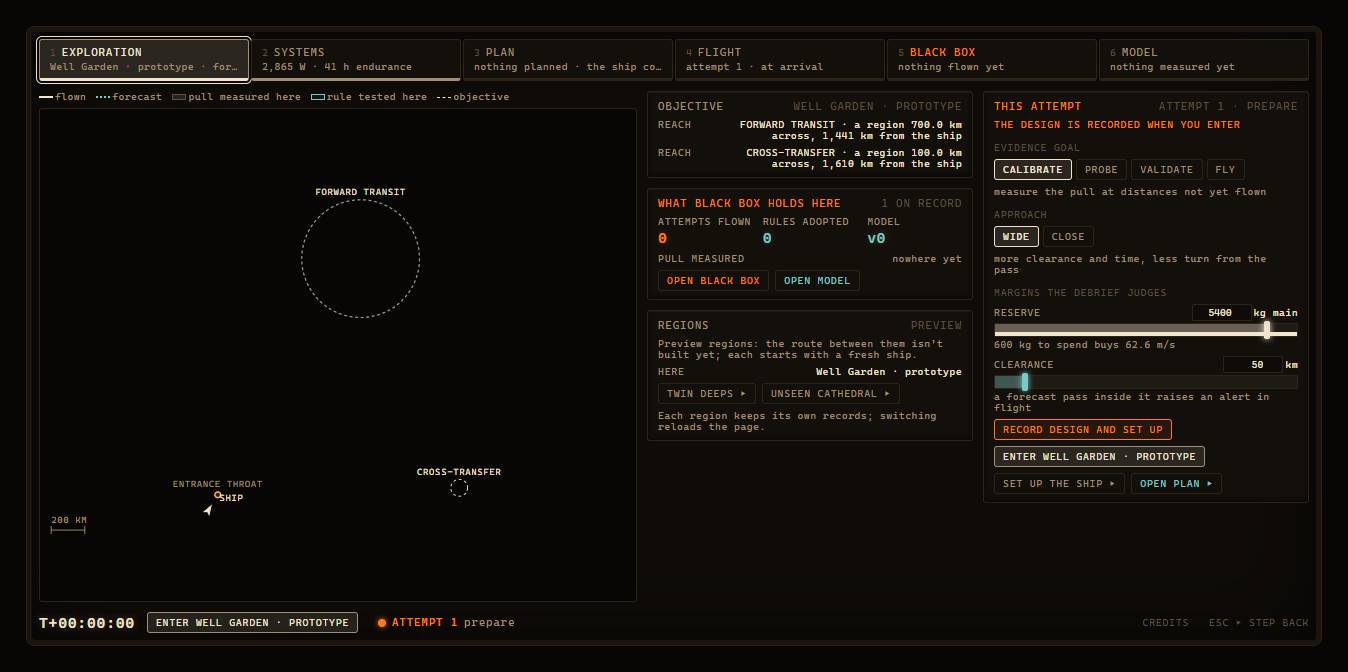 1 EXPLORATION
Well Garden · prototype · for…
2 SYSTEMS
2,865 W · 41 h endurance
3 PLAN
nothing planned · the ship co…
4 FLIGHT
attempt 1 · at arrival
5 BLACK BOX
nothing flown yet
6 MODEL
nothing measured yet
flown forecast pull measured here rule tested here objective
FORWARD TRANSIT
CROSS-TRANSFER
ENTRANCE THROAT
SHIP
200 KM
OBJECTIVE WELL GARDEN · PROTOTYPE
REACH FORWARD TRANSIT · a region 700.0 km
across, 1,441 km from the ship
REACH CROSS-TRANSFER · a region 100.0 km
across, 1,610 km from the ship
WHAT BLACK BOX HOLDS HERE 1 ON RECORD
ATTEMPTS FLOWN RULES ADOPTED MODEL
0 0 v0
PULL MEASURED nowhere yet
OPEN BLACK BOX OPEN MODEL
REGIONS PREVIEW
Preview regions: the route between them isn't
built yet; each starts with a fresh ship.
HERE Well Garden · prototype
TWIN DEEPS ▸ UNSEEN CATHEDRAL ▸
Each region keeps its own records; switching
reloads the page.
THIS ATTEMPT ATTEMPT 1 · PREPARE
THE DESIGN IS RECORDED WHEN YOU ENTER
EVIDENCE GOAL
CALIBRATE PROBE VALIDATE FLY
measure the pull at distances not yet flown
APPROACH
WIDE CLOSE
more clearance and time, less turn from the
pass
MARGINS THE DEBRIEF JUDGES
RESERVE 5400 kg main
600 kg to spend buys 62.6 m/s
CLEARANCE 50 km
a forecast pass inside it raises an alert in
flight
RECORD DESIGN AND SET UP
ENTER WELL GARDEN · PROTOTYPE
SET UP THE SHIP ▸ OPEN PLAN ▸
T+00:00:00 ENTER WELL GARDEN · PROTOTYPE ATTEMPT 1 prepare
CREDITS ESC ▸ STEP BACK